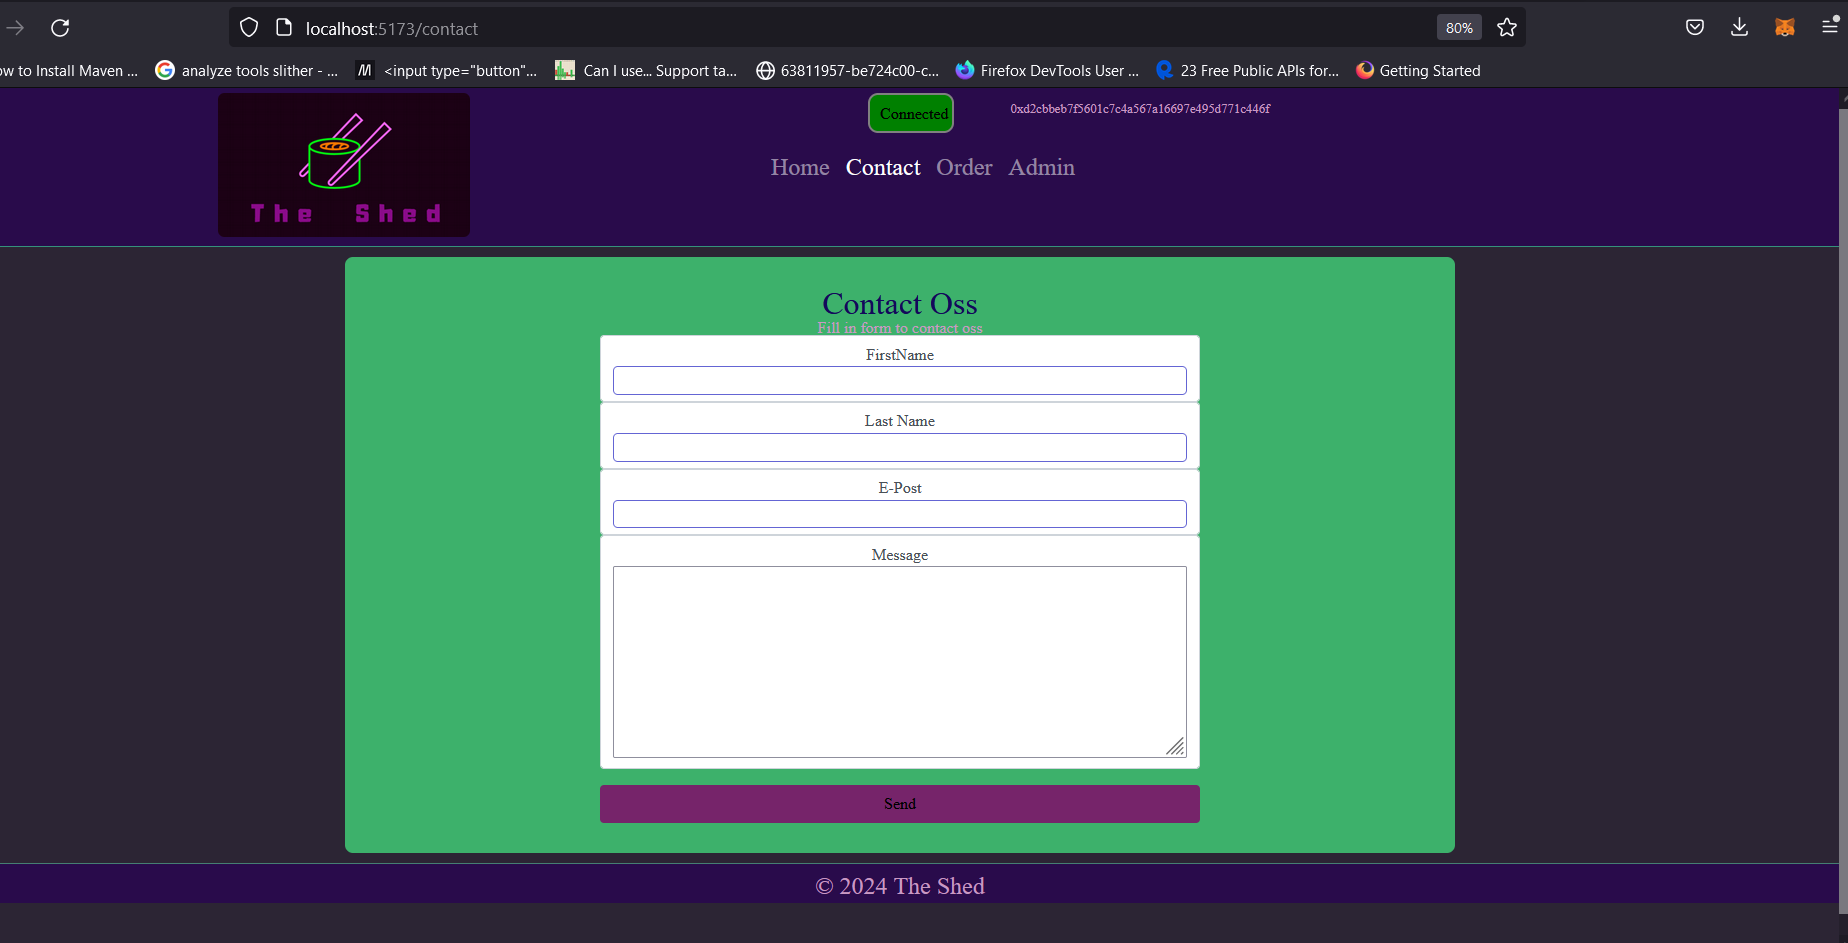 localhost:5173/contact
80%
ow to Install Maven ...
analyze tools slither - ...
<input type="button"...
Can I use... Support ta...
63811957-be724c00-c...
Firefox DevTools User ...
23 Free Public APIs for...
Getting Started
The Shed
Connected
0xd2cbbeb7f5601c7c4a567a16697e495d771c446f
Home Contact Order Admin
Contact Oss
Fill in form to contact oss
FirstName
Last Name
E-Post
Message
Send
© 2024 The Shed